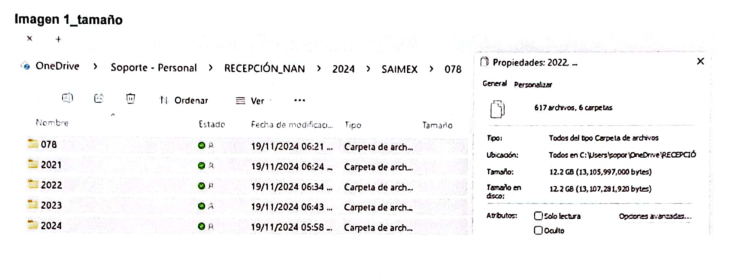 Imagen 1_tamaño
× +
OneDrive > Soporte - Personal > RECEPCIÓN_NAN > 2024 > SAIMEX > 078
↑↓ Ordenar Ver ...
Nombre Estado Fecha de modificac... Tipo Tamaño
078 19/11/2024 06:21 ... Carpeta de arch...
2021 19/11/2024 06:24 ... Carpeta de arch...
2022 19/11/2024 06:34 ... Carpeta de arch...
2023 19/11/2024 06:43 ... Carpeta de arch...
2024 19/11/2024 05:58 ... Carpeta de arch...
Propiedades: 2022, ... ×
General Personalizar
617 archivos, 6 carpetas
Tipo: Todos del tipo Carpeta de archivos
Ubicación: Todos en C:\Users\sopor\OneDrive\RECEPCIÓ
Tamaño: 12.2 GB (13,105,997,000 bytes)
Tamaño en disco: 12.2 GB (13,107,281,920 bytes)
Atributos: Solo lectura Opciones avanzadas...
Oculto